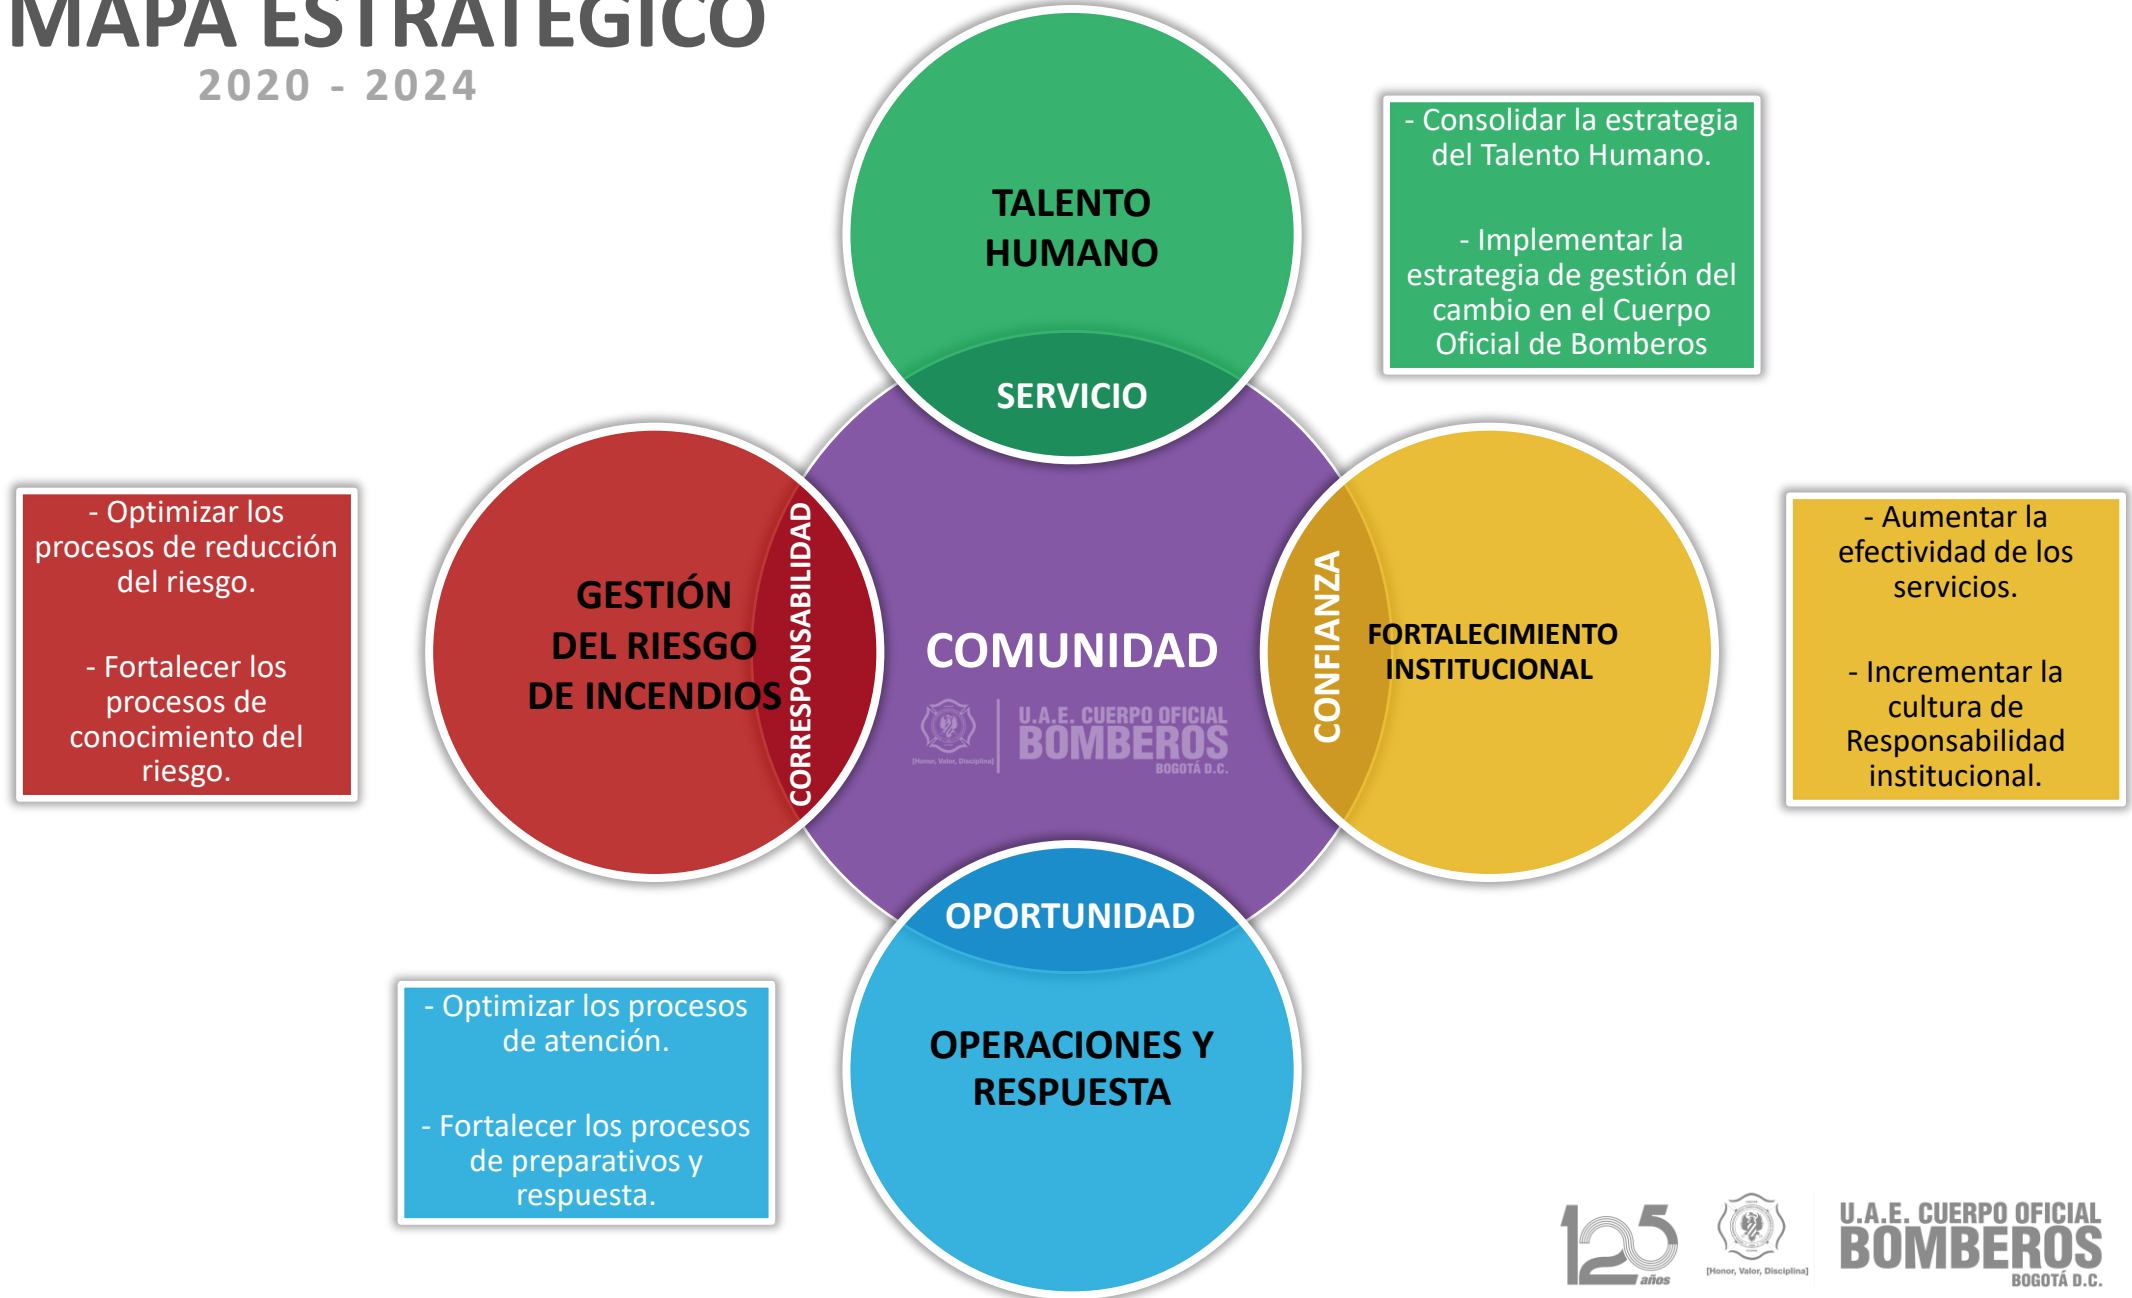 MAPA ESTRATÉGICO
2020 - 2024
TALENTO
HUMANO
SERVICIO
- Consolidar la estrategia
del Talento Humano.
- Implementar la
estrategia de gestión del
cambio en el Cuerpo
Oficial de Bomberos
- Optimizar los
procesos de reducción
del riesgo.
- Fortalecer los
procesos de
conocimiento del
riesgo.
GESTIÓN
DEL RIESGO
DE INCENDIOS
CORRESPONSABILIDAD
COMUNIDAD
[Honor, Valor, Disciplina]
U.A.E. CUERPO OFICIAL
BOMBEROS
BOGOTÁ D.C.
CONFIANZA
FORTALECIMIENTO
INSTITUCIONAL
- Aumentar la
efectividad de los
servicios.
- Incrementar la
cultura de
Responsabilidad
institucional.
OPORTUNIDAD
OPERACIONES Y
RESPUESTA
- Optimizar los procesos
de atención.
- Fortalecer los procesos
de preparativos y
respuesta.
125
años
[Honor, Valor, Disciplina]
U.A.E. CUERPO OFICIAL
BOMBEROS
BOGOTÁ D.C.